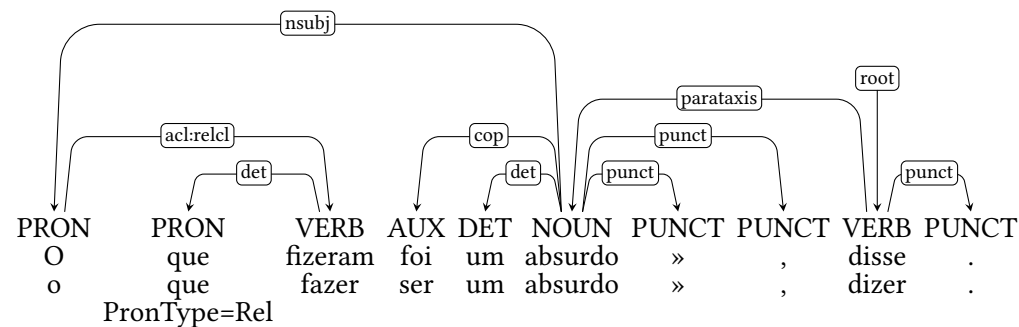 nsubj
root
parataxis
acl:relcl cop punct
det det punct punct
PRON PRON VERB AUX DET NOUN PUNCT PUNCT VERB PUNCT
O que fizeram foi um absurdo » , disse .
o que fazer ser um absurdo » , dizer .
PronType=Rel